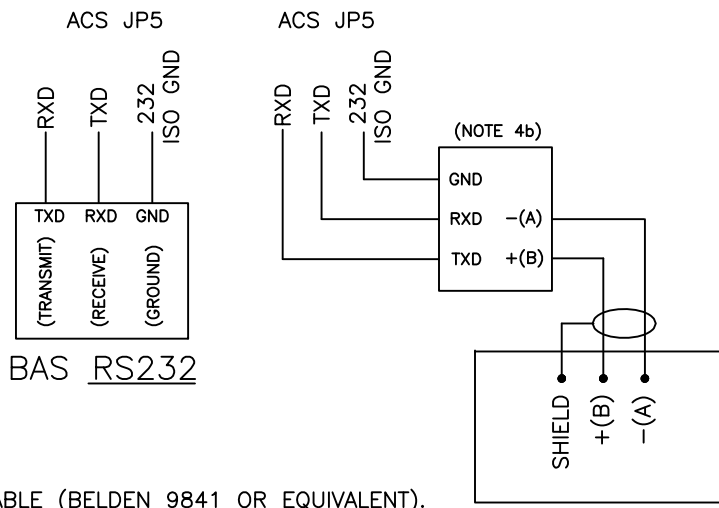 ACS JP5
RXD
TXD
232
ISO GND
TXD RXD GND
(TRANSMIT)
(RECEIVE)
(GROUND)
BAS RS232
ACS JP5
RXD
TXD
232
ISO GND
(NOTE 4b)
GND
RXD -(A)
TXD +(B)
SHIELD
+(B)
-(A)
(BELDEN 9841 OR EQUIVALENT).